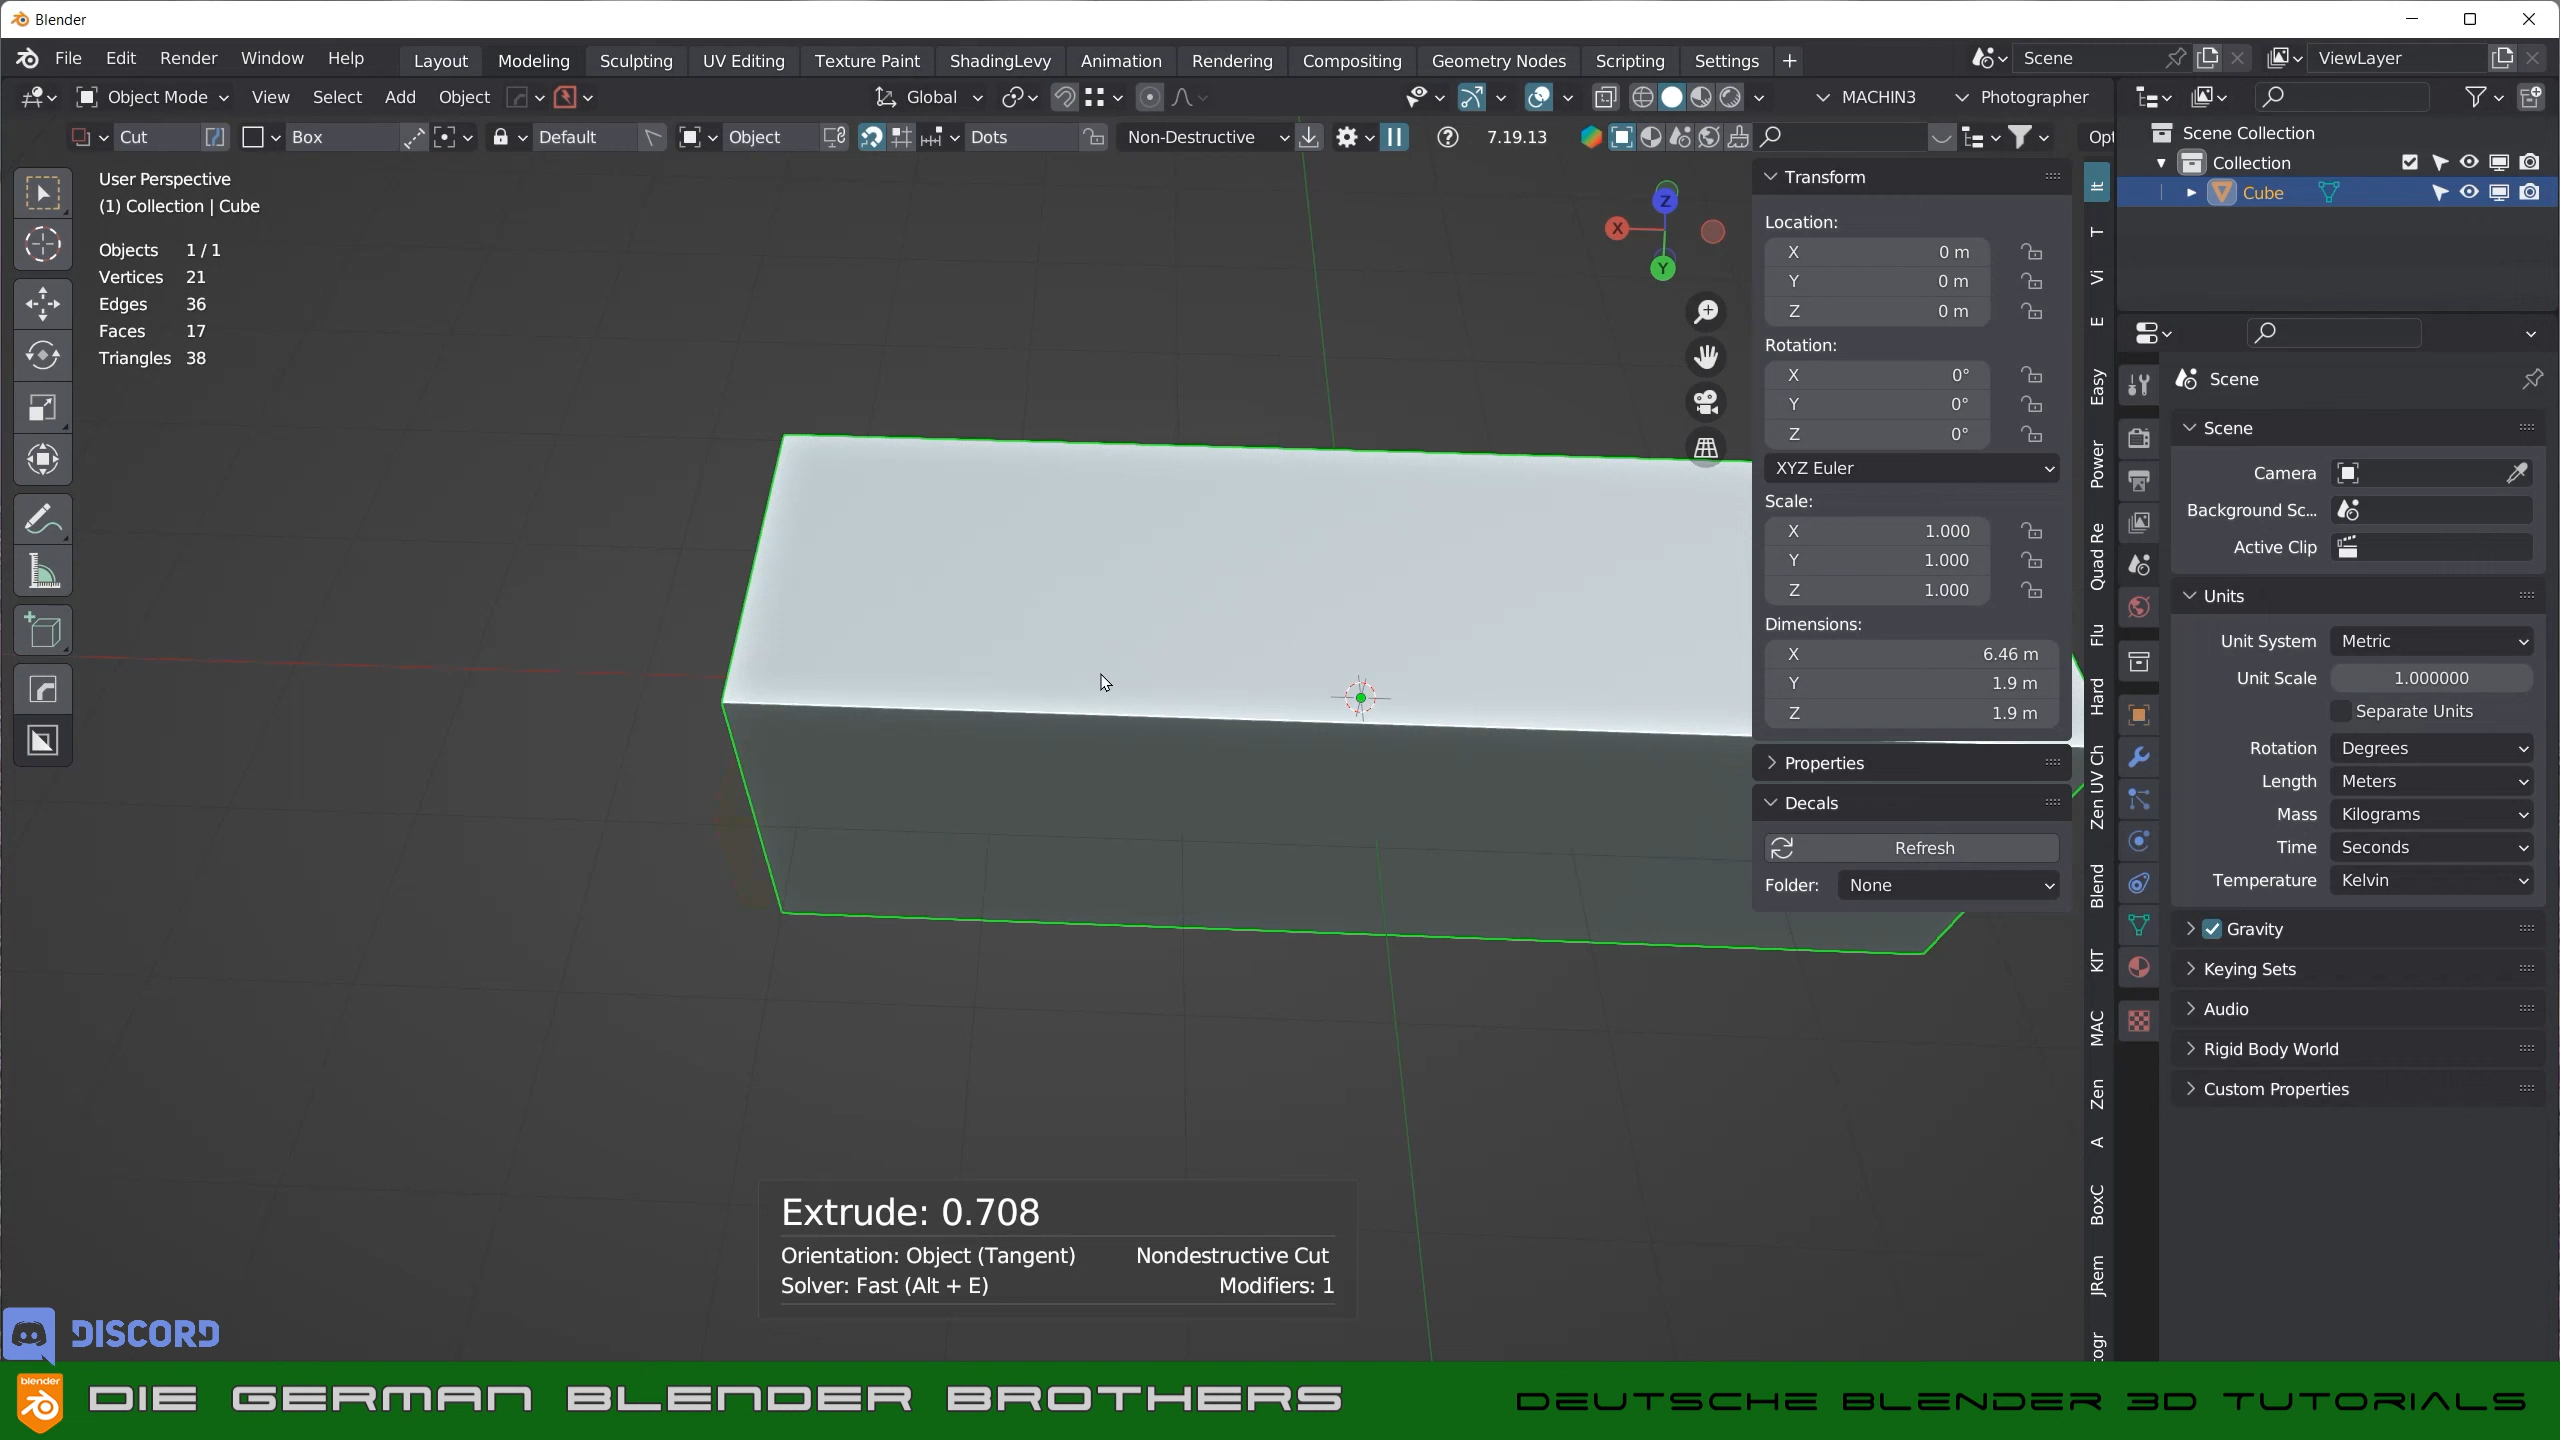 Blender
File Edit Render Window Help Layout Modeling Sculpting UV Editing Texture Paint ShadingLevy Animation Rendering Compositing Geometry Nodes Scripting Settings + Scene ViewLayer
Object Mode View Select Add Object Global MACHIN3 Photographer
Cut Box Default Object Dots Non-Destructive 7.19.13 Opt
User Perspective
(1) Collection | Cube
Objects 1 / 1
Vertices 21
Edges 36
Faces 17
Triangles 38
X
Y
Z
Transform
Location:
X 0 m
Y 0 m
Z 0 m
Rotation:
X 0°
Y 0°
Z 0°
XYZ Euler
Scale:
X 1.000
Y 1.000
Z 1.000
Dimensions:
X 6.46 m
Y 1.9 m
Z 1.9 m
Properties
Decals
Refresh
Folder: None
It
T
Vi
E
Easy
Power
Quad Re
Flu
Hard
Zen UV Ch
Blend
KIT
MAC
Zen
A
BoxC
JRem
togr
Scene Collection
Collection
Cube
Scene
Scene
Camera
Background Sc...
Active Clip
Units
Unit System Metric
Unit Scale 1.000000
Separate Units
Rotation Degrees
Length Meters
Mass Kilograms
Time Seconds
Temperature Kelvin
Gravity
Keying Sets
Audio
Rigid Body World
Custom Properties
Extrude: 0.708
Orientation: Object (Tangent) Nondestructive Cut
Solver: Fast (Alt + E) Modifiers: 1
DISCORD
blender
DIE GERMAN BLENDER BROTHERS DEUTSCHE BLENDER 3D TUTORIALS